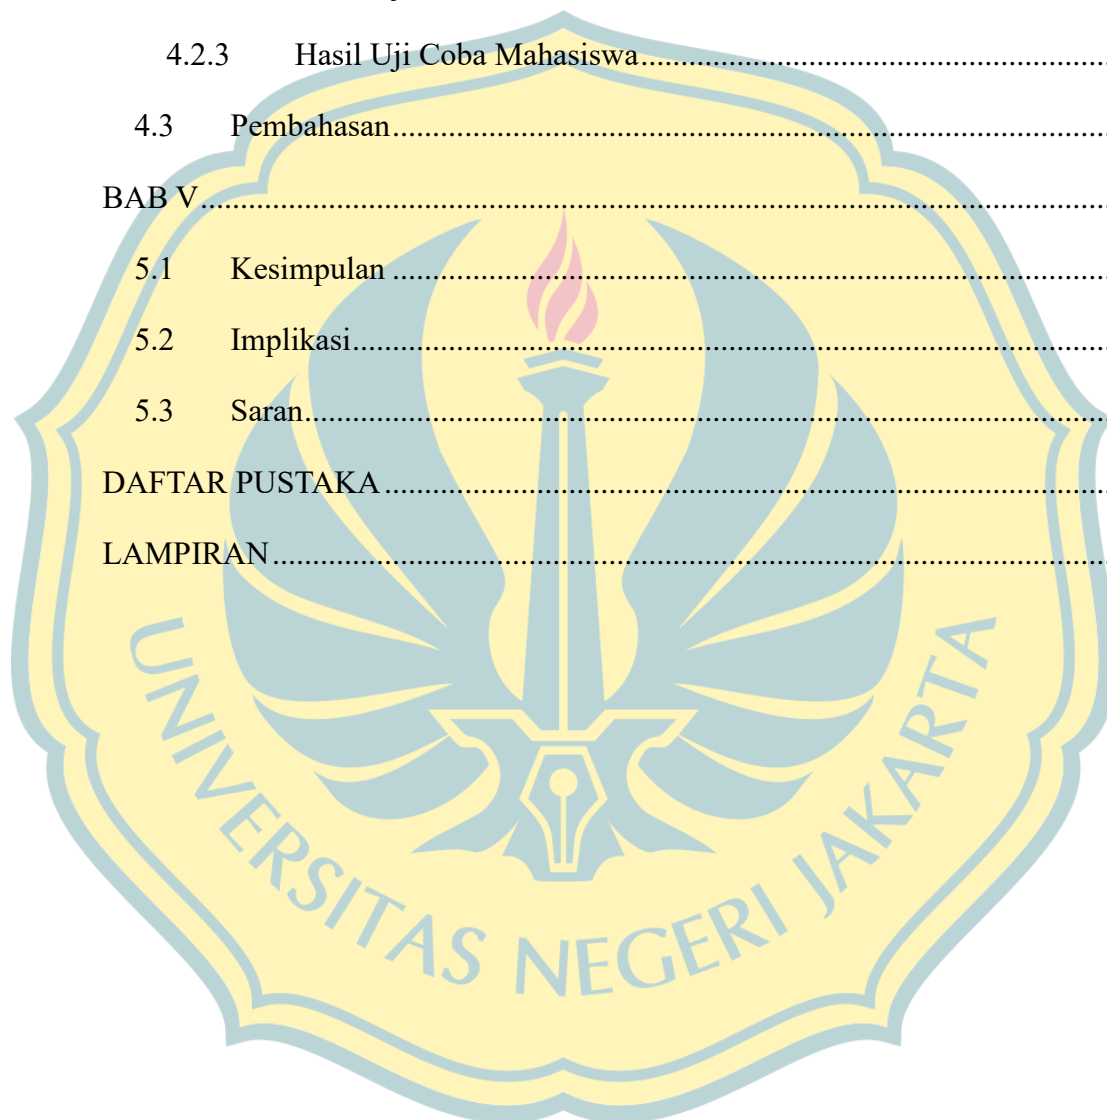 4.2.3 Hasil Uji Coba Mahasiswa
4.3 Pembahasan
BAB V
5.1 Kesimpulan
5.2 Implikasi
5.3 Saran
DAFTAR PUSTAKA
LAMPIRAN
UNIVERSITAS NEGERI JAKARTA